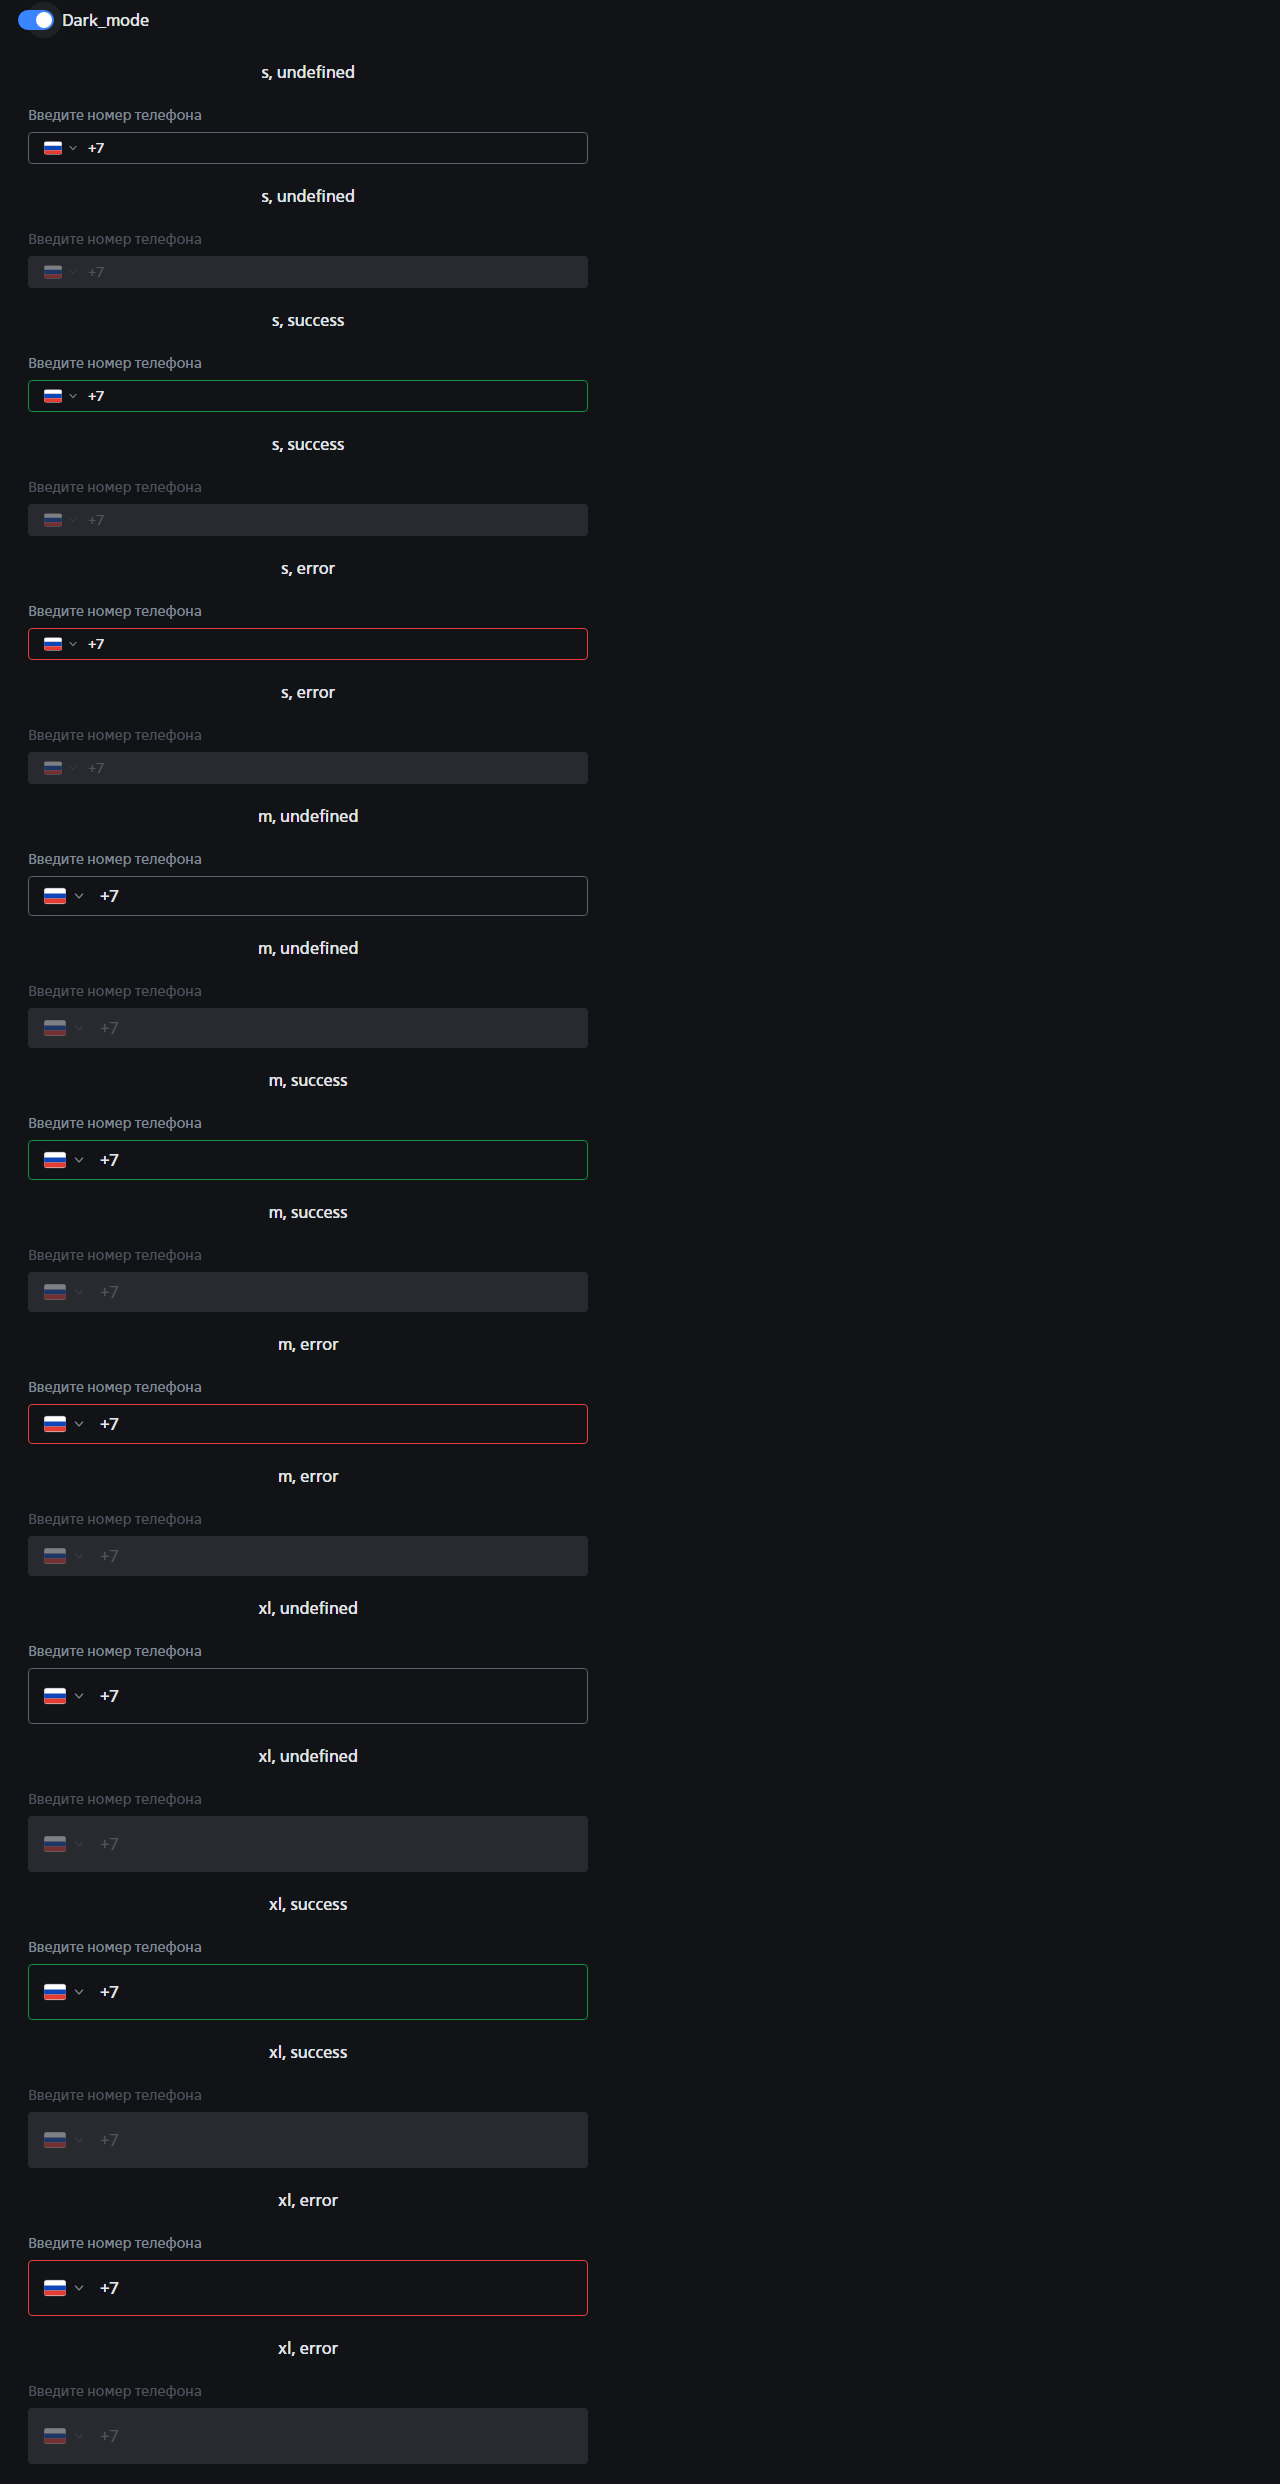 Dark_mode
s, undefined
Введите номер телефона
+7
s, undefined
Введите номер телефона
+7
s, success
Введите номер телефона
+7
s, success
Введите номер телефона
+7
s, error
Введите номер телефона
+7
s, error
Введите номер телефона
+7
m, undefined
Введите номер телефона
+7
m, undefined
Введите номер телефона
+7
m, success
Введите номер телефона
+7
m, success
Введите номер телефона
+7
m, error
Введите номер телефона
+7
m, error
Введите номер телефона
+7
xl, undefined
Введите номер телефона
+7
xl, undefined
Введите номер телефона
+7
xl, success
Введите номер телефона
+7
xl, success
Введите номер телефона
+7
xl, error
Введите номер телефона
+7
xl, error
Введите номер телефона
+7